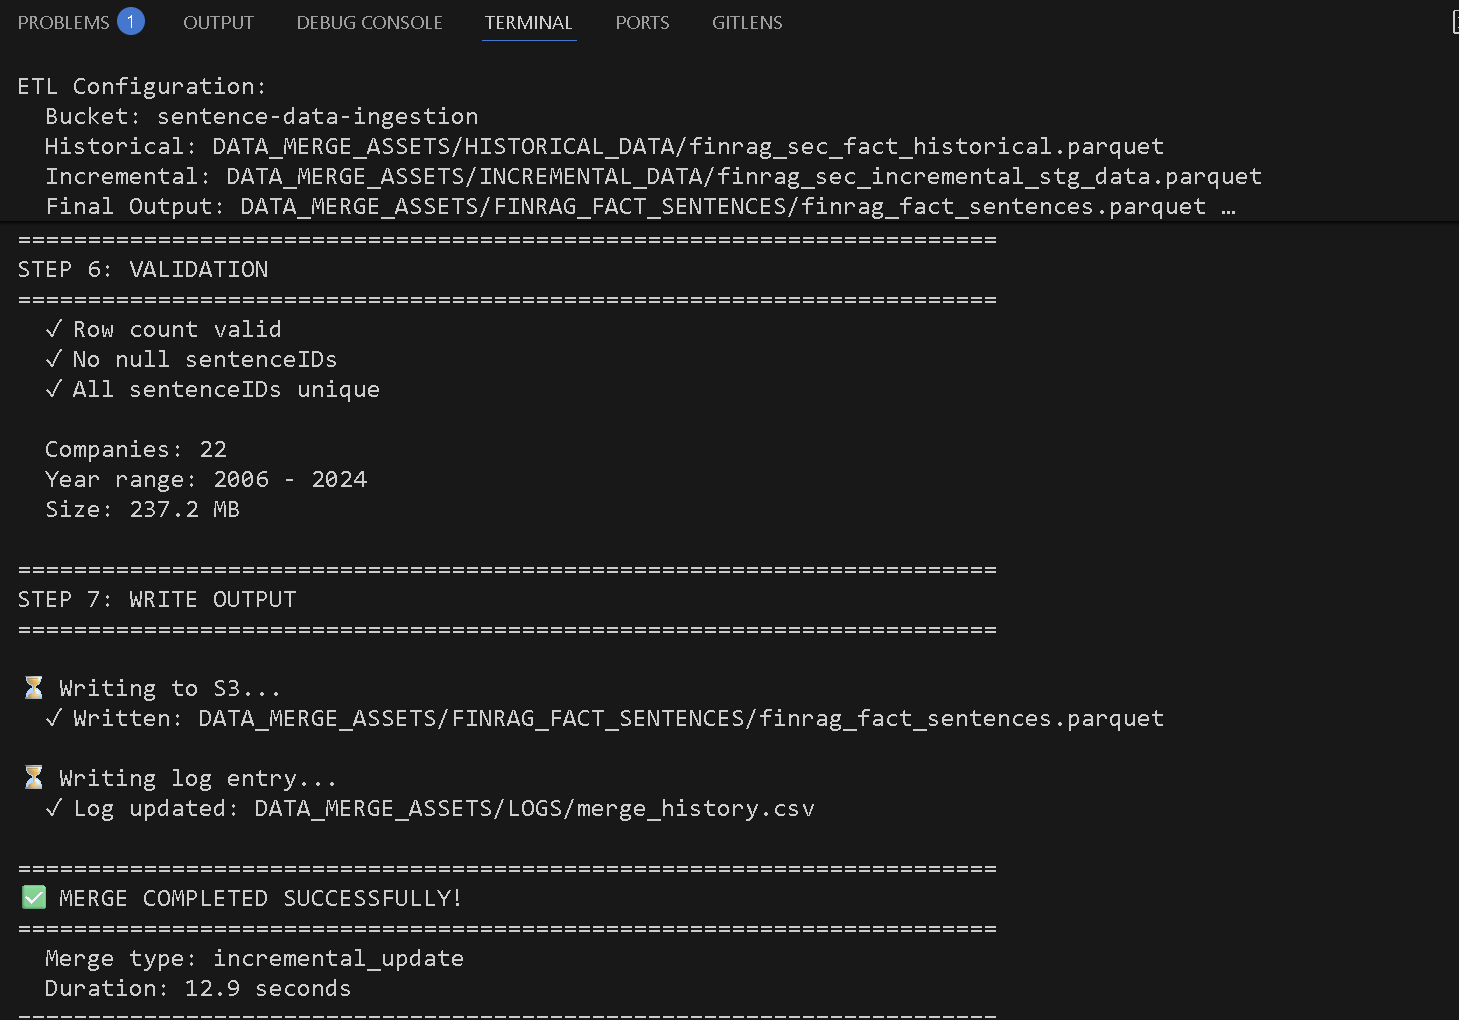 PROBLEMS 1 OUTPUT DEBUG CONSOLE TERMINAL PORTS GITLENS
ETL Configuration:
  Bucket: sentence-data-ingestion
  Historical: DATA_MERGE_ASSETS/HISTORICAL_DATA/finrag_sec_fact_historical.parquet
  Incremental: DATA_MERGE_ASSETS/INCREMENTAL_DATA/finrag_sec_incremental_stg_data.parquet
  Final Output: DATA_MERGE_ASSETS/FINRAG_FACT_SENTENCES/finrag_fact_sentences.parquet …
======================================================================
STEP 6: VALIDATION
======================================================================
  ✓ Row count valid
  ✓ No null sentenceIDs
  ✓ All sentenceIDs unique
  Companies: 22
  Year range: 2006 - 2024
  Size: 237.2 MB
======================================================================
STEP 7: WRITE OUTPUT
======================================================================
⏳ Writing to S3...
  ✓ Written: DATA_MERGE_ASSETS/FINRAG_FACT_SENTENCES/finrag_fact_sentences.parquet
⏳ Writing log entry...
  ✓ Log updated: DATA_MERGE_ASSETS/LOGS/merge_history.csv
======================================================================
✅ MERGE COMPLETED SUCCESSFULLY!
======================================================================
  Merge type: incremental_update
  Duration: 12.9 seconds
======================================================================